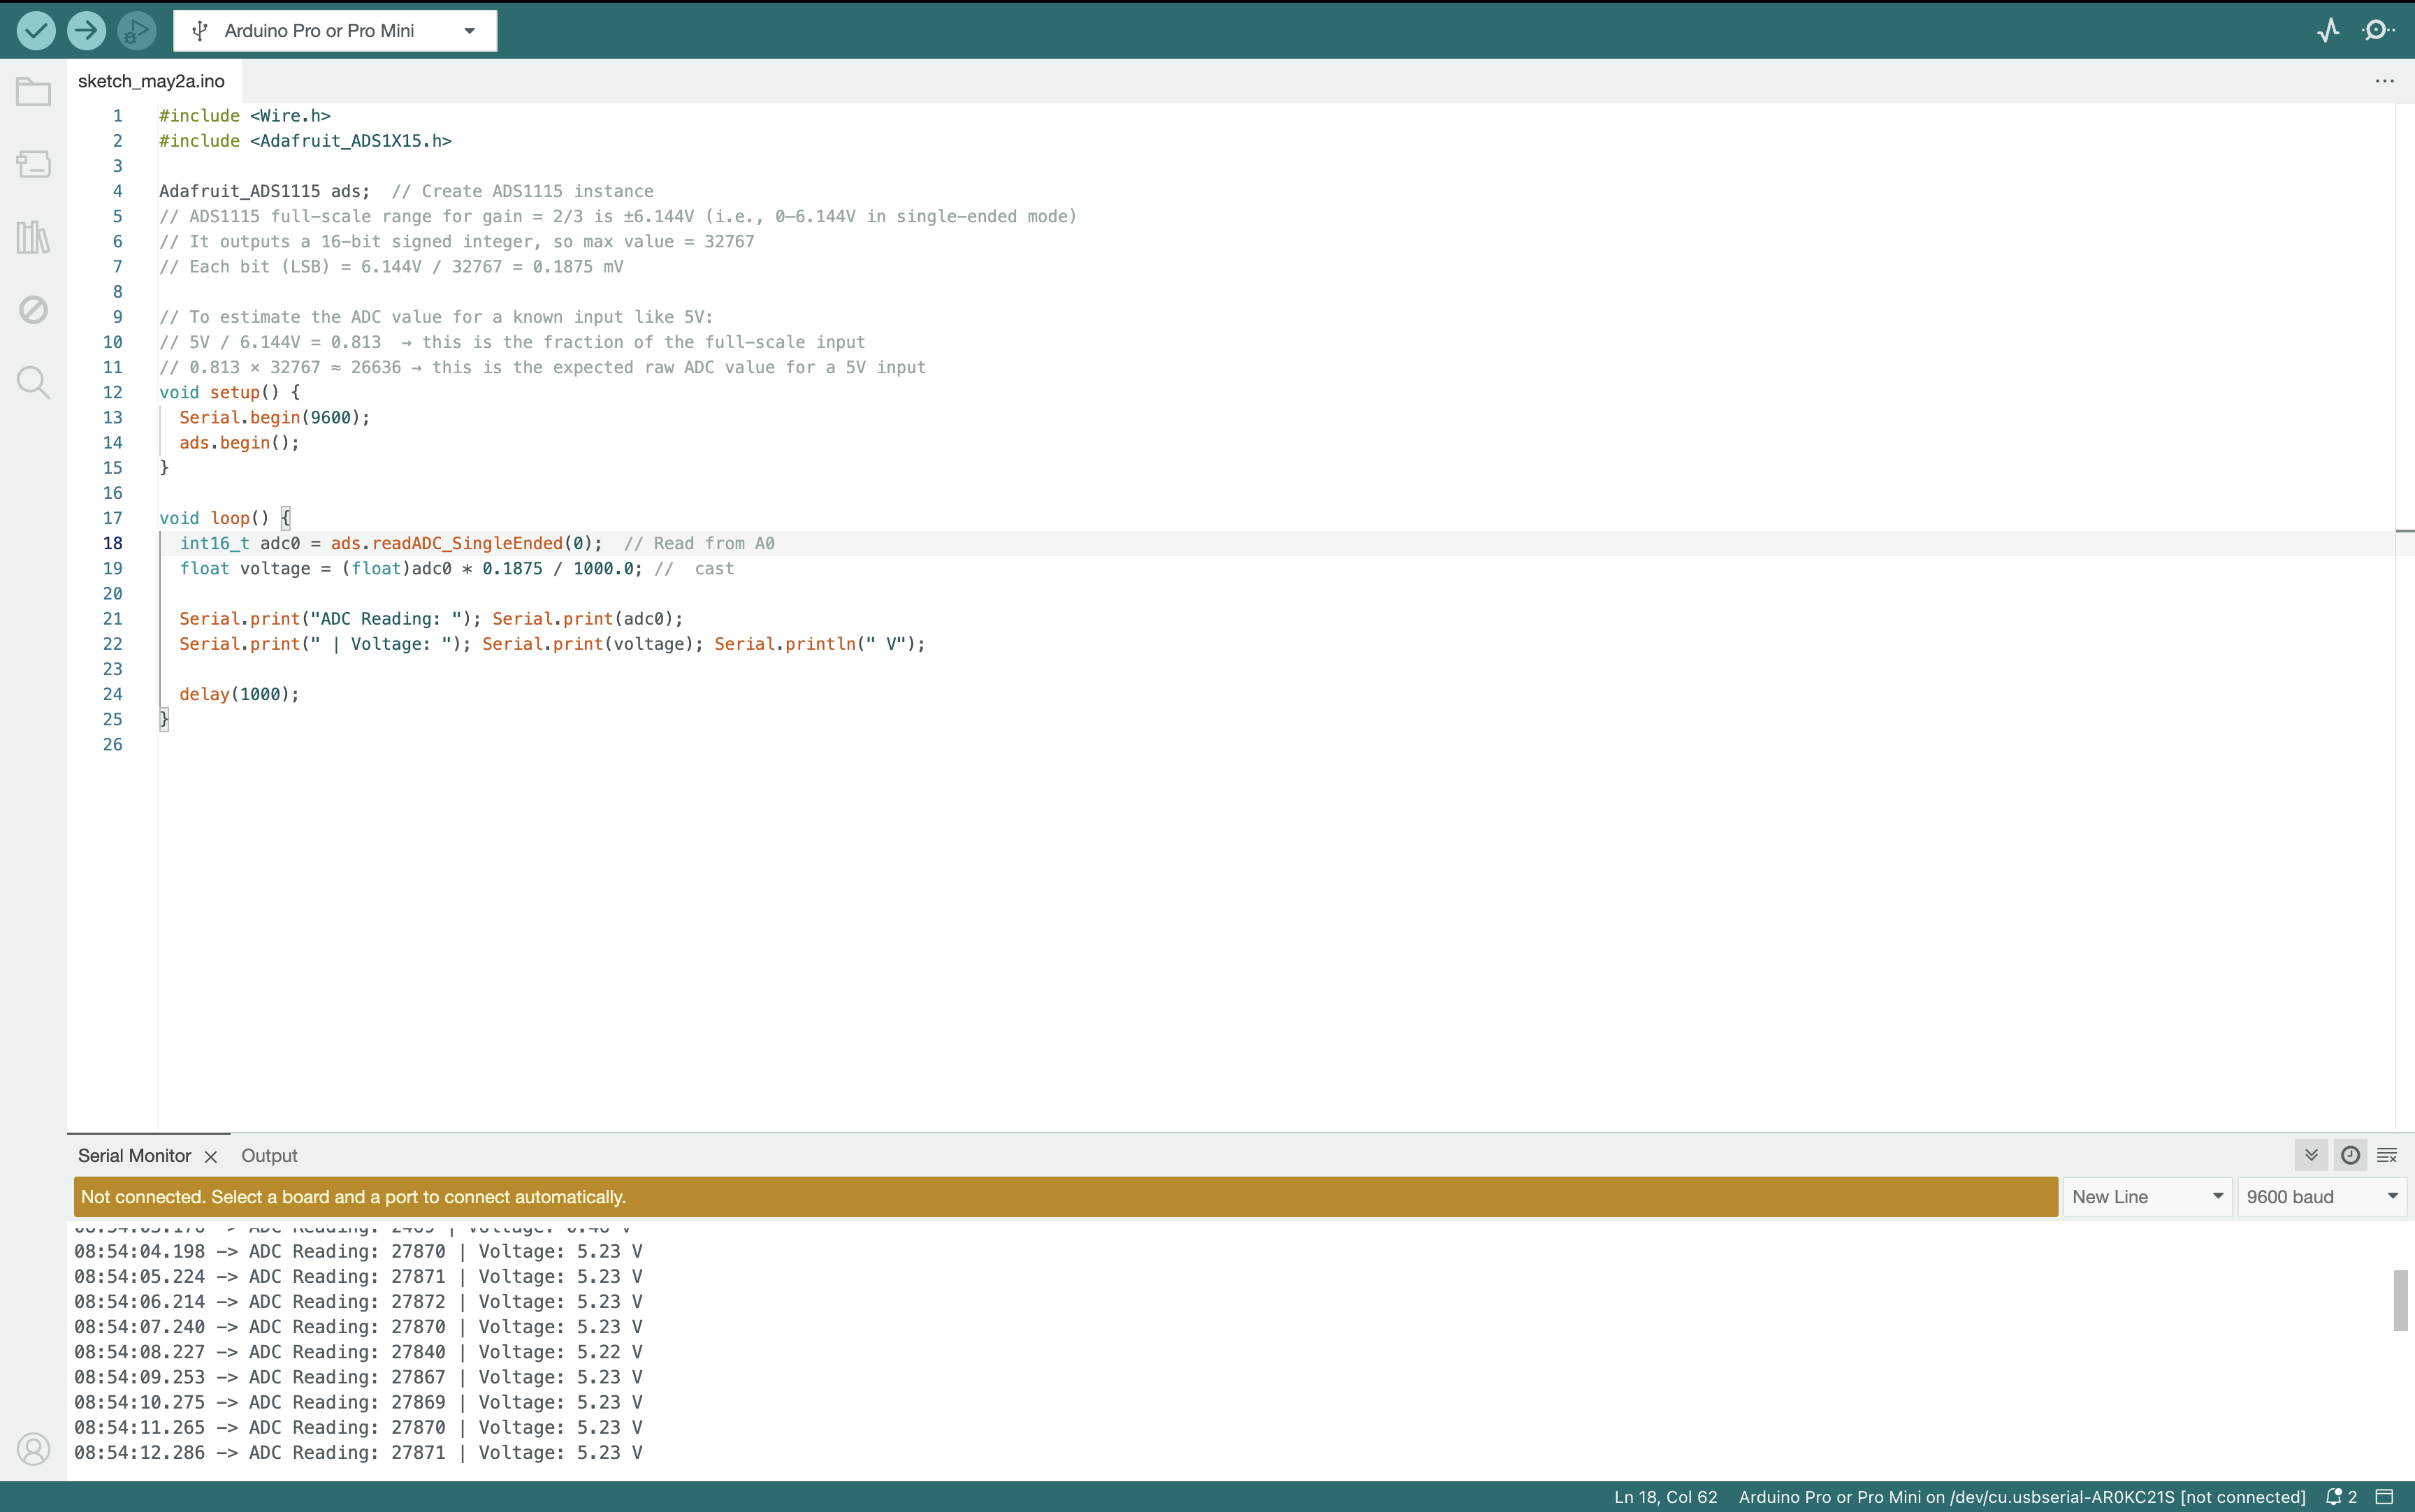 Arduino Pro or Pro Mini
sketch_may2a.ino
1 #include <Wire.h>
2 #include <Adafruit_ADS1X15.h>
3
4 Adafruit_ADS1115 ads;  // Create ADS1115 instance
5 // ADS1115 full-scale range for gain = 2/3 is ±6.144V (i.e., 0–6.144V in single-ended mode)
6 // It outputs a 16-bit signed integer, so max value = 32767
7 // Each bit (LSB) = 6.144V / 32767 = 0.1875 mV
8
9 // To estimate the ADC value for a known input like 5V:
10 // 5V / 6.144V = 0.813  → this is the fraction of the full-scale input
11 // 0.813 × 32767 ≈ 26636 → this is the expected raw ADC value for a 5V input
12 void setup() {
13   Serial.begin(9600);
14   ads.begin();
15 }
16
17 void loop() {
18   int16_t adc0 = ads.readADC_SingleEnded(0);  // Read from A0
19   float voltage = (float)adc0 * 0.1875 / 1000.0; //  cast
20
21   Serial.print("ADC Reading: "); Serial.print(adc0);
22   Serial.print(" | Voltage: "); Serial.print(voltage); Serial.println(" V");
23
24   delay(1000);
25 }
26
Serial Monitor Output
Not connected. Select a board and a port to connect automatically. New Line 9600 baud
-> ADC Reading: | Voltage: V
08:54:04.198 -> ADC Reading: 27870 | Voltage: 5.23 V
08:54:05.224 -> ADC Reading: 27871 | Voltage: 5.23 V
08:54:06.214 -> ADC Reading: 27872 | Voltage: 5.23 V
08:54:07.240 -> ADC Reading: 27870 | Voltage: 5.23 V
08:54:08.227 -> ADC Reading: 27840 | Voltage: 5.22 V
08:54:09.253 -> ADC Reading: 27867 | Voltage: 5.23 V
08:54:10.275 -> ADC Reading: 27869 | Voltage: 5.23 V
08:54:11.265 -> ADC Reading: 27870 | Voltage: 5.23 V
08:54:12.286 -> ADC Reading: 27871 | Voltage: 5.23 V
Ln 18, Col 62 Arduino Pro or Pro Mini on /dev/cu.usbserial-AR0KC21S [not connected] 2